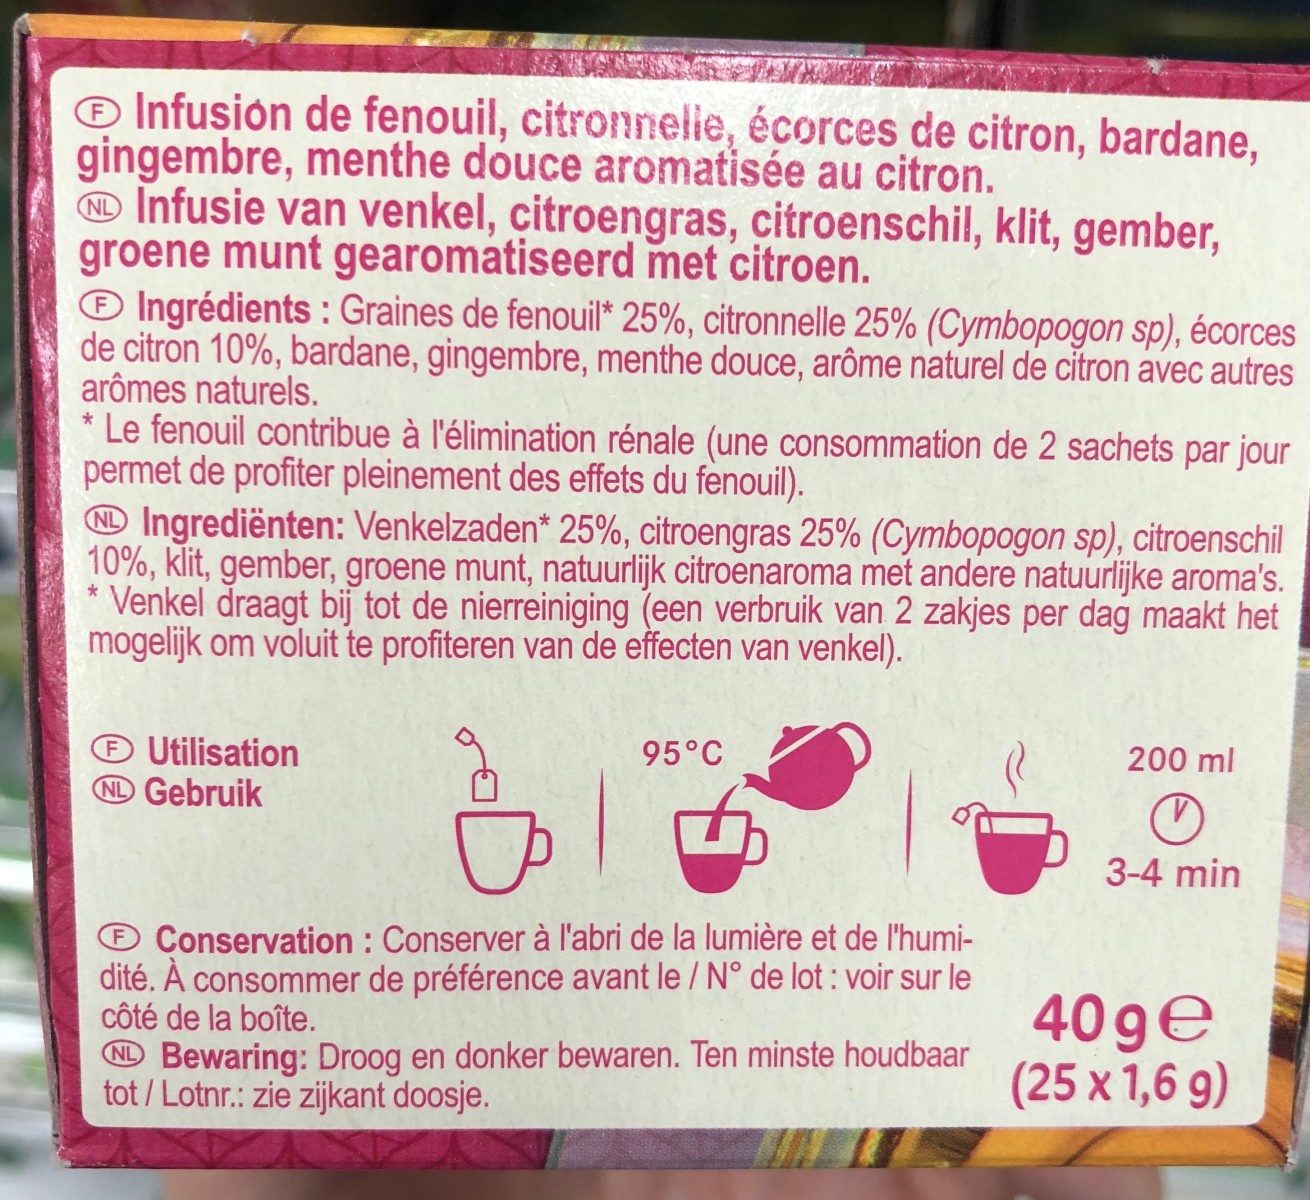 F Infusion de fenouil, citronnelle, écorces de citron, bardane,
gingembre, menthe douce aromatisée au citron.
NL Infusie van venkel, citroengras, citroenschil, klit, gember,
groene munt gearomatiseerd met citroen.
F Ingrédients : Graines de fenouil* 25%, citronnelle 25% (Cymbopogon sp), écorces
de citron 10%, bardane, gingembre, menthe douce, arôme naturel de citron avec autres
arômes naturels.
* Le fenouil contribue à l'élimination rénale (une consommation de 2 sachets par jour
permet de profiter pleinement des effets du fenouil).
NL Ingrediënten: Venkelzaden* 25%, citroengras 25% (Cymbopogon sp), citroenschil
10%, klit, gember, groene munt, natuurlijk citroenaroma met andere natuurlijke aroma's.
* Venkel draagt bij tot de nierreiniging (een verbruik van 2 zakjes per dag maakt het
mogelijk om voluit te profiteren van de effecten van venkel).
F Utilisation
NL Gebruik
95°C
200 ml
3-4 min
F Conservation : Conserver à l'abri de la lumière et de l'humi-
dité. À consommer de préférence avant le / N° de lot : voir sur le
côté de la boîte.
NL Bewaring: Droog en donker bewaren. Ten minste houdbaar
tot / Lotnr.: zie zijkant doosje.
40 g e
(25 x 1,6 g)